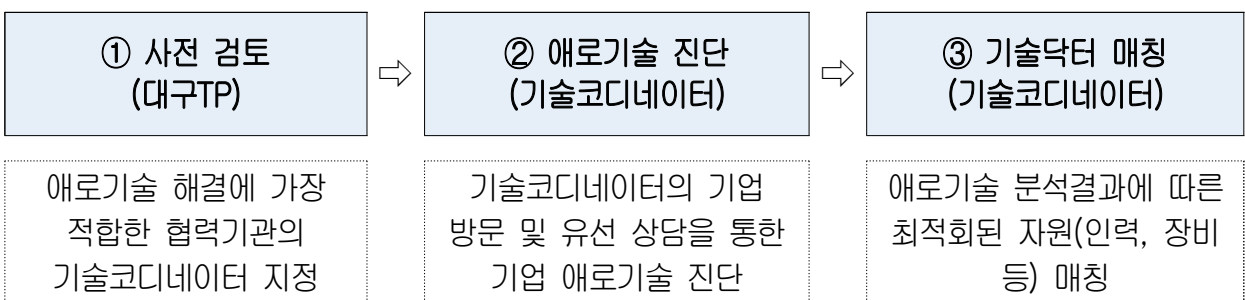 ① 사전 검토
(대구TP)
⇨
② 애로기술 진단
(기술코디네이터)
⇨
③ 기술닥터 매칭
(기술코디네이터)
애로기술 해결에 가장
적합한 협력기관의
기술코디네이터 지정
기술코디네이터의 기업
방문 및 유선 상담을 통한
기업 애로기술 진단
애로기술 분석결과에 따른
최적회된 자원(인력, 장비
등) 매칭